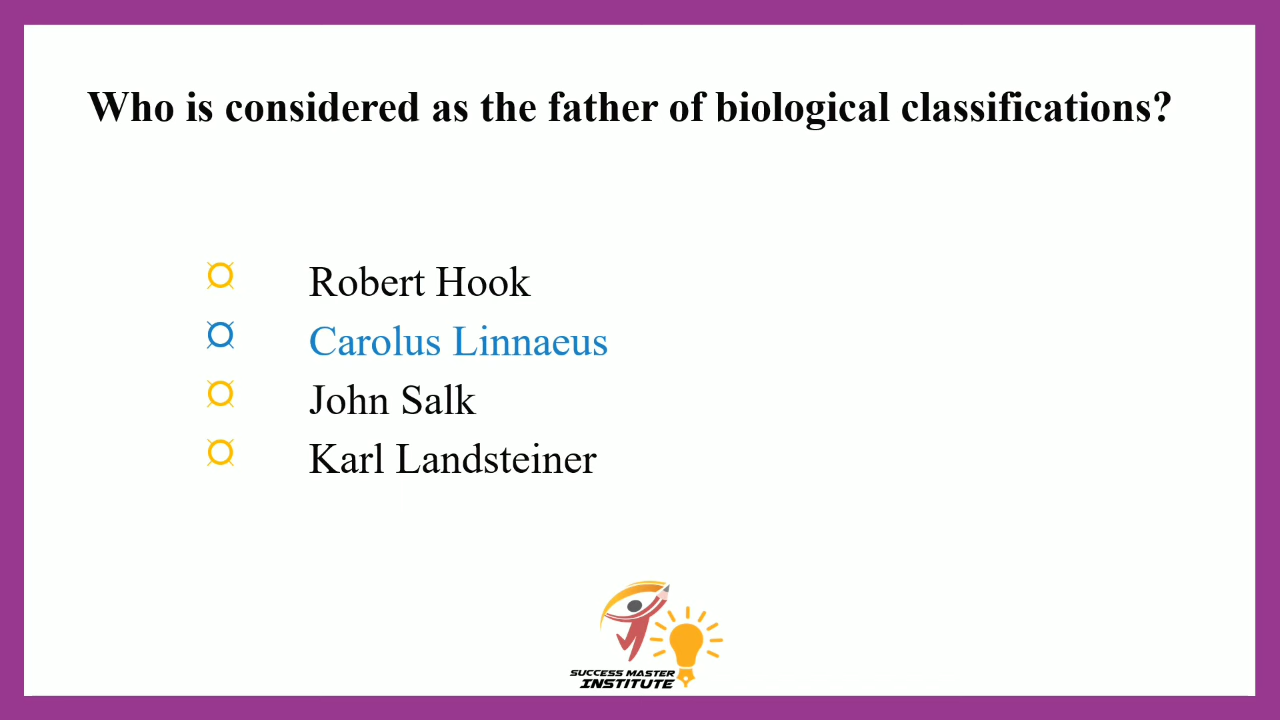 Who is considered as the father of biological classifications?
Robert Hook
Carolus Linnaeus
John Salk
Karl Landsteiner
SUCCESS MASTER
INSTITUTE